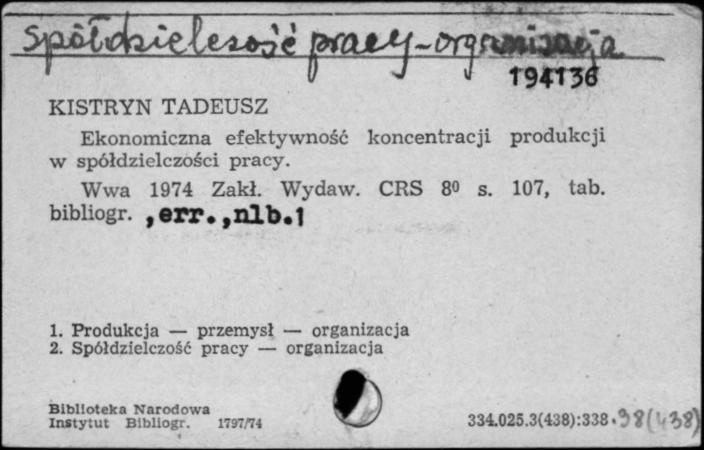 Spółdzielczość pracy - organizacja
194136
KISTRYN TADEUSZ
Ekonomiczna efektywność koncentracji produkcji
w spółdzielczości pracy.
Wwa 1974 Zakł. Wydaw. CRS 8⁰ s. 107, tab.
bibliogr. ,err.,nlb.1
1. Produkcja — przemysł — organizacja
2. Spółdzielczość pracy — organizacja
Biblioteka Narodowa
Instytut Bibliogr. 1797/74
334.025.3(438):338.98(438)